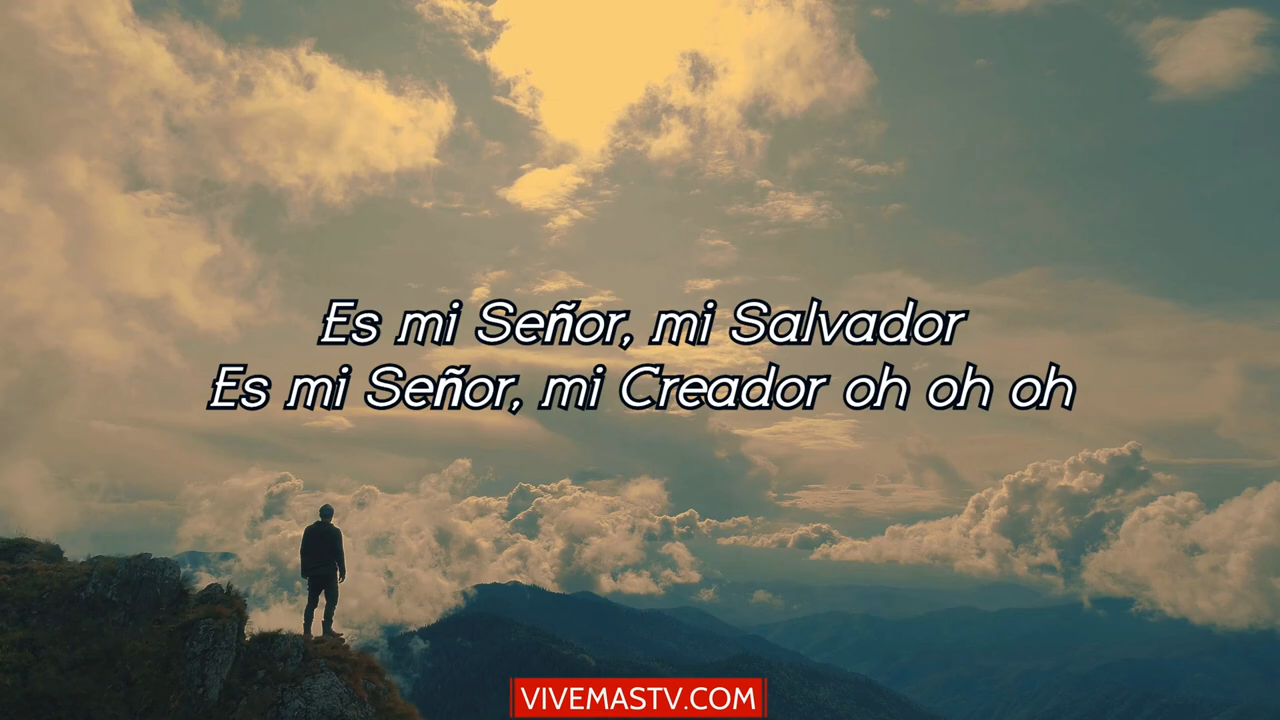 Es mi Señor, mi Salvador
Es mi Señor, mi Creador oh oh oh
VIVEMASTV.COM